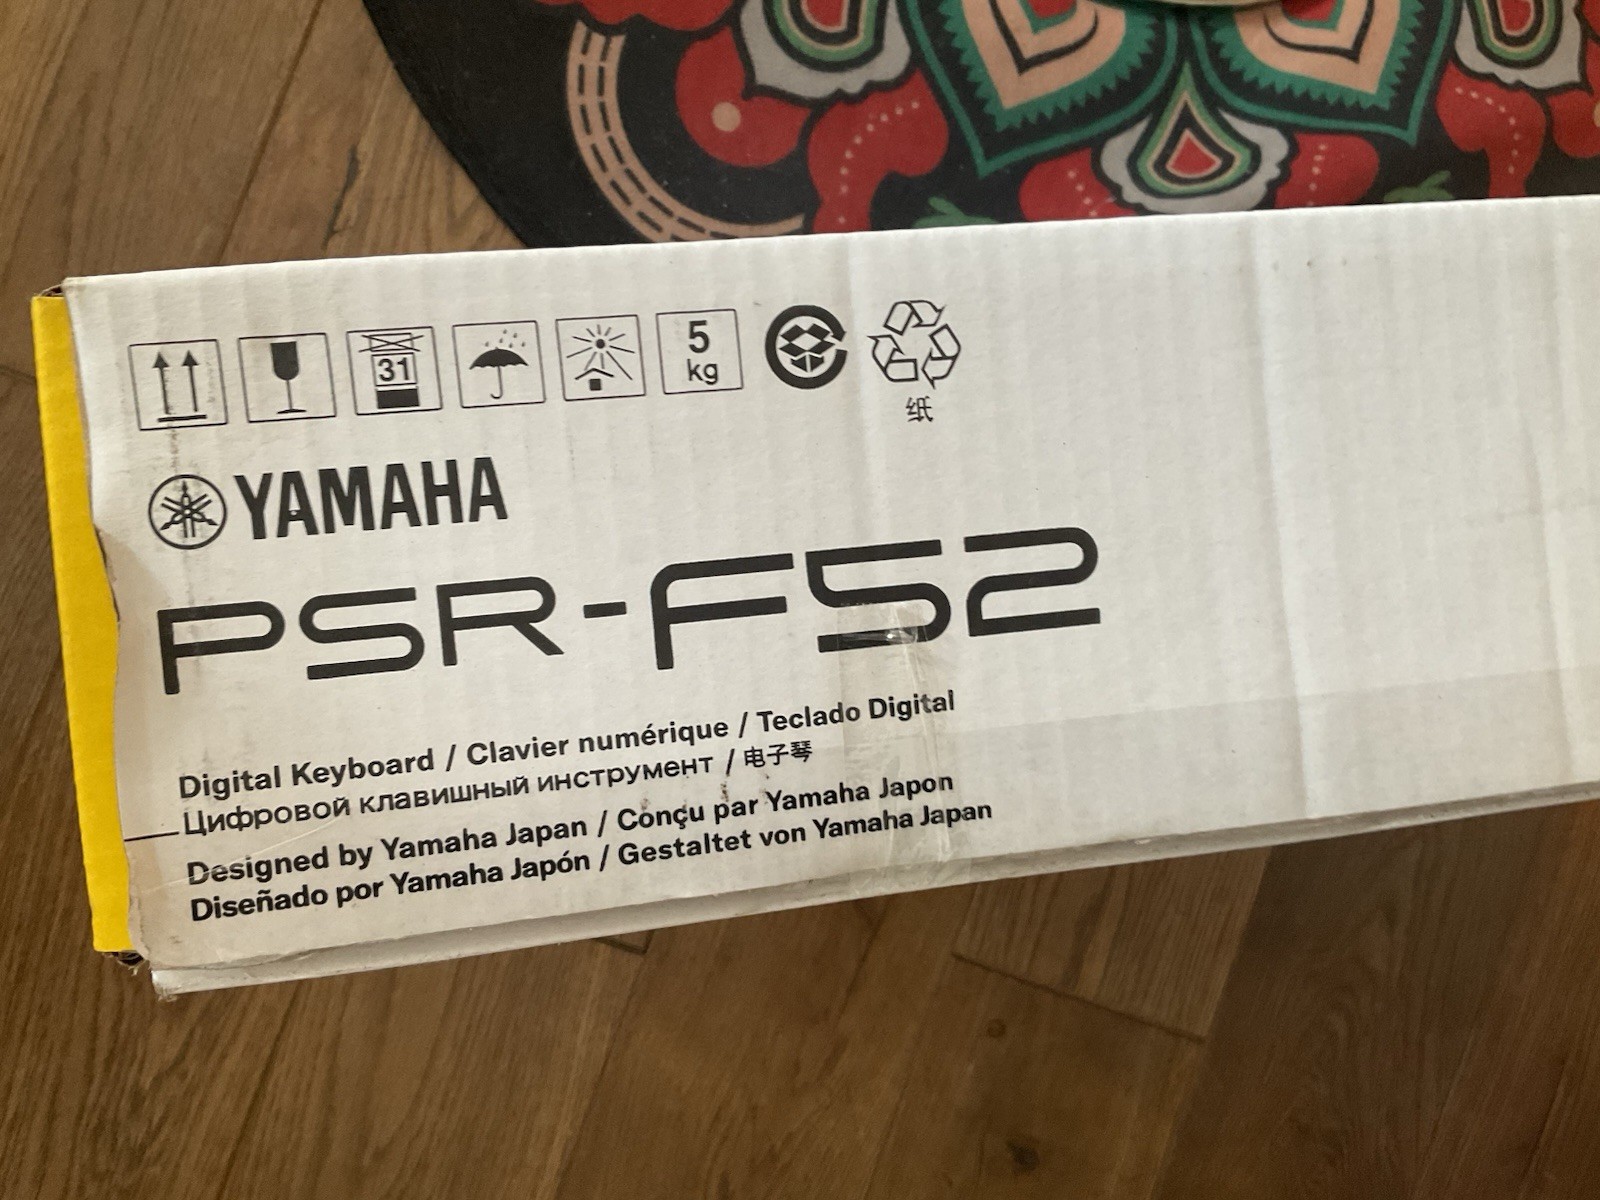 31
5
kg
纸
YAMAHA
PSR-F52
Digital Keyboard / Clavier numérique / Teclado Digital
Цифровой клавишный инструмент / 电子琴
Designed by Yamaha Japan / Conçu par Yamaha Japon
Diseñado por Yamaha Japón / Gestaltet von Yamaha Japan